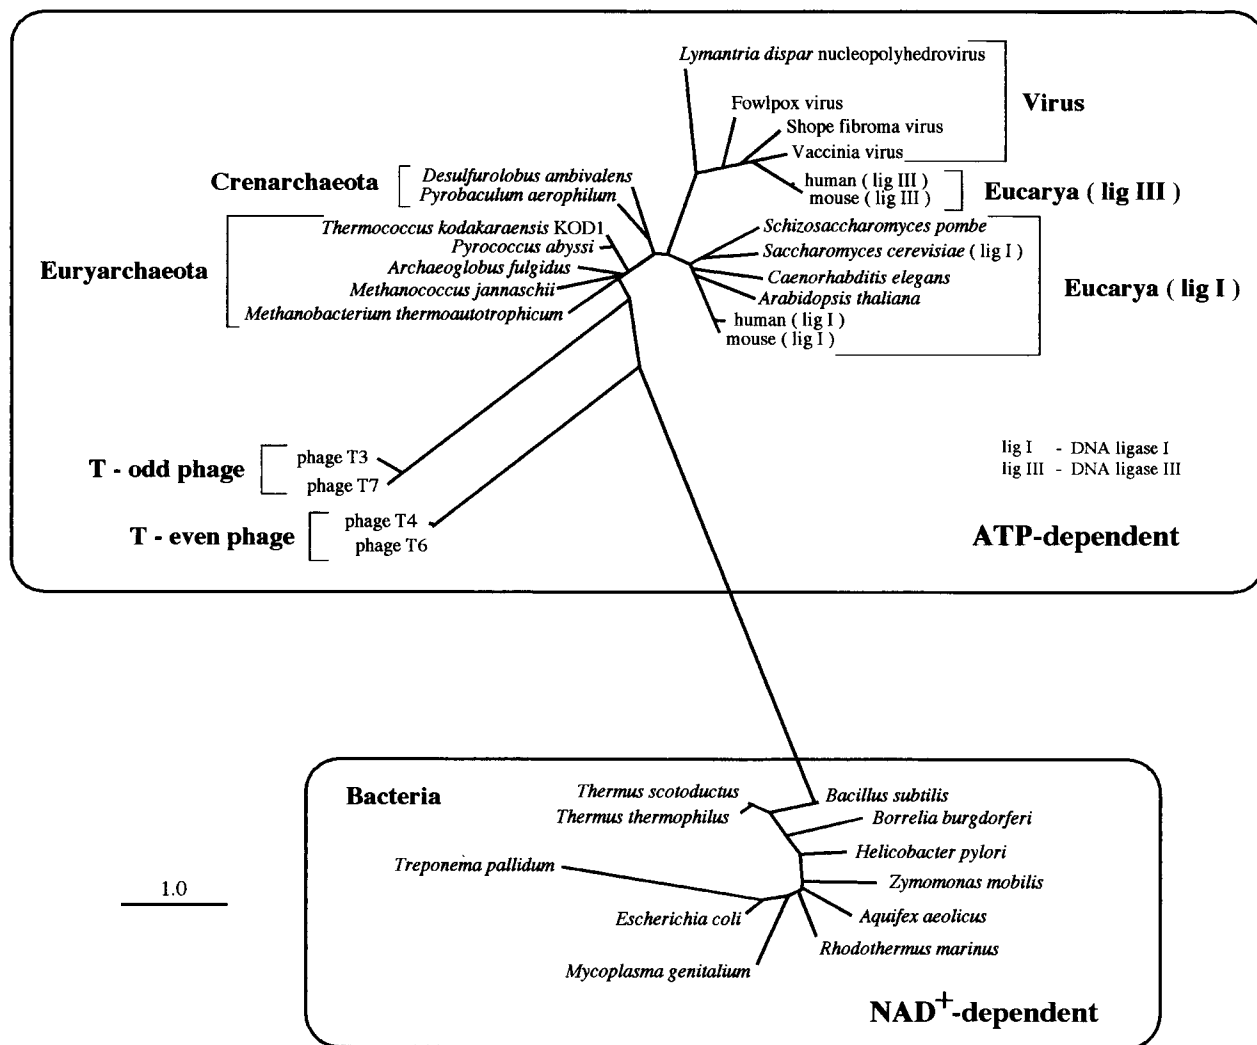 Lymantria dispar nucleopolyhedrovirus
Virus
Fowlpox virus
Shope fibroma virus
Vaccinia virus
Crenarchaeota
Desulfurolobus ambivalens
Pyrobaculum aerophilum
human ( lig III )
mouse ( lig III )
Eucarya ( lig III )
Euryarchaeota
Thermococcus kodakaraensis KOD1
Pyrococcus abyssi
Archaeoglobus fulgidus
Methanococcus jannaschii
Methanobacterium thermoautotrophicum
Schizosaccharomyces pombe
Saccharomyces cerevisiae ( lig I )
Caenorhabditis elegans
Arabidopsis thaliana
human ( lig I )
mouse ( lig I )
Eucarya ( lig I )
T - odd phage
phage T3
phage T7
T - even phage
phage T4
phage T6
lig I - DNA ligase I
lig III - DNA ligase III
ATP-dependent
Bacteria
Thermus scotoductus
Thermus thermophilus
Bacillus subtilis
Borrelia burgdorferi
Helicobacter pylori
Treponema pallidum
Zymomonas mobilis
1.0
Escherichia coli
Aquifex aeolicus
Rhodothermus marinus
Mycoplasma genitalium
NAD+-dependent